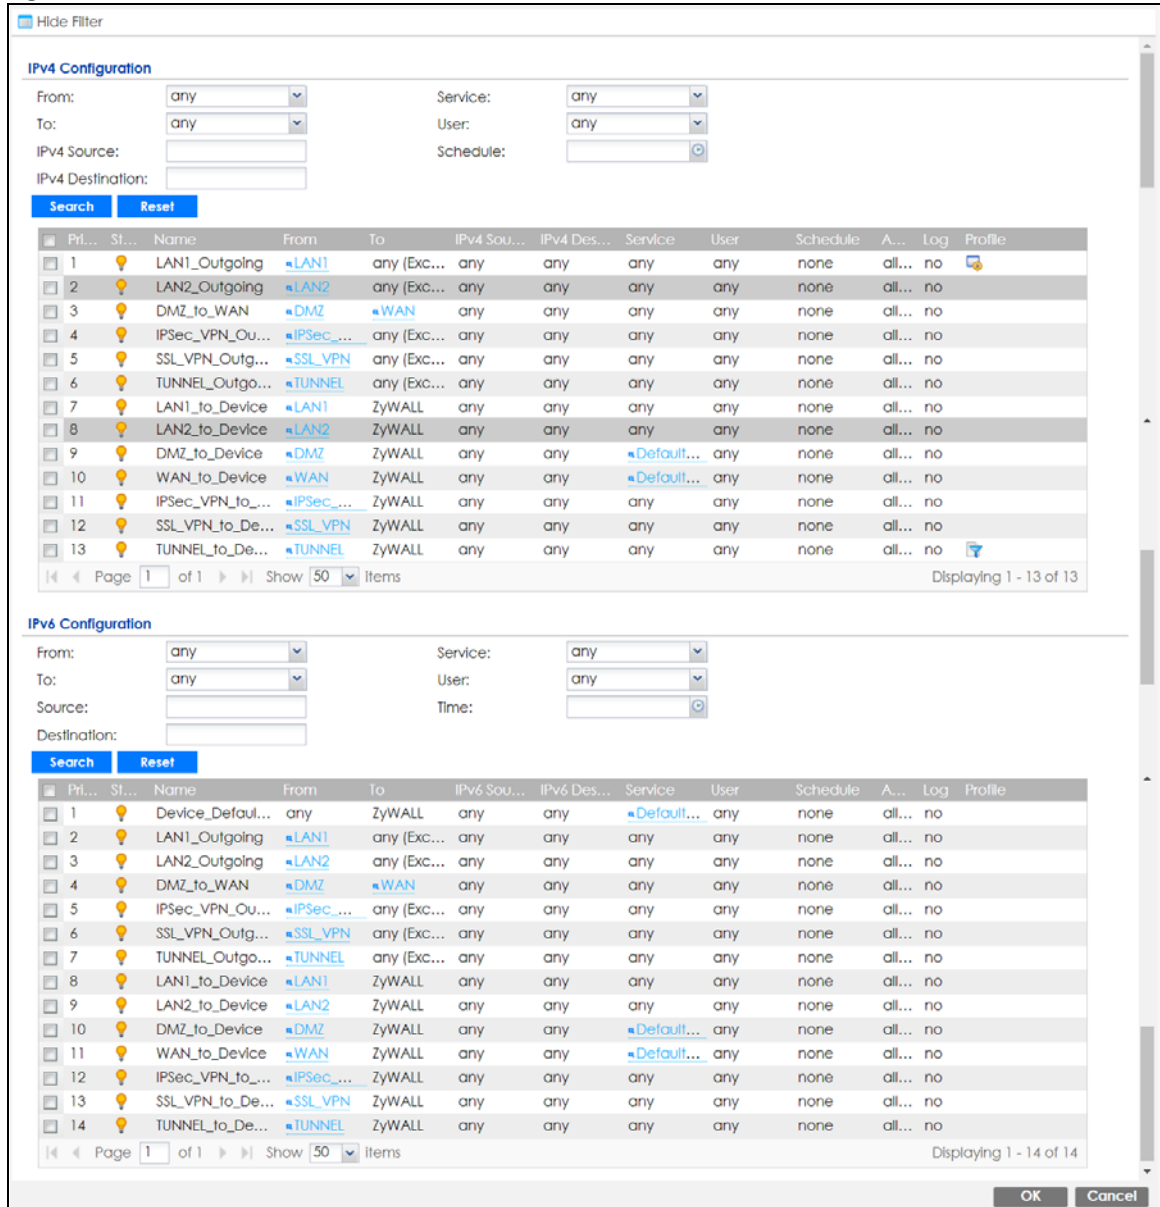 Hide Filter
IPv4 Configuration
From: any Service: any
To: any User: any
IPv4 Source: Schedule:
IPv4 Destination:
Search Reset
Pri... St... Name From To IPv4 Sou... IPv4 Des... Service User Schedule A... Log Profile
1 LAN1_Outgoing LAN1 any (Exc... any any any any none all... no
2 LAN2_Outgoing LAN2 any (Exc... any any any any none all... no
3 DMZ_to_WAN DMZ WAN any any any any none all... no
4 IPSec_VPN_Ou... IPSec_... any (Exc... any any any any none all... no
5 SSL_VPN_Outg... SSL_VPN any (Exc... any any any any none all... no
6 TUNNEL_Outgo... TUNNEL any (Exc... any any any any none all... no
7 LAN1_to_Device LAN1 ZyWALL any any any any none all... no
8 LAN2_to_Device LAN2 ZyWALL any any any any none all... no
9 DMZ_to_Device DMZ ZyWALL any any Default... any none all... no
10 WAN_to_Device WAN ZyWALL any any Default... any none all... no
11 IPSec_VPN_to_... IPSec_... ZyWALL any any any any none all... no
12 SSL_VPN_to_De... SSL_VPN ZyWALL any any any any none all... no
13 TUNNEL_to_De... TUNNEL ZyWALL any any any any none all... no
Page 1 of 1 Show 50 items Displaying 1 - 13 of 13
IPv6 Configuration
From: any Service: any
To: any User: any
Source: Time:
Destination:
Search Reset
Pri... St... Name From To IPv6 Sou... IPv6 Des... Service User Schedule A... Log Profile
1 Device_Defaul... any ZyWALL any any Default... any none all... no
2 LAN1_Outgoing LAN1 any (Exc... any any any any none all... no
3 LAN2_Outgoing LAN2 any (Exc... any any any any none all... no
4 DMZ_to_WAN DMZ WAN any any any any none all... no
5 IPSec_VPN_Ou... IPSec_... any (Exc... any any any any none all... no
6 SSL_VPN_Outg... SSL_VPN any (Exc... any any any any none all... no
7 TUNNEL_Outgo... TUNNEL any (Exc... any any any any none all... no
8 LAN1_to_Device LAN1 ZyWALL any any any any none all... no
9 LAN2_to_Device LAN2 ZyWALL any any any any none all... no
10 DMZ_to_Device DMZ ZyWALL any any Default... any none all... no
11 WAN_to_Device WAN ZyWALL any any Default... any none all... no
12 IPSec_VPN_to_... IPSec_... ZyWALL any any any any none all... no
13 SSL_VPN_to_De... SSL_VPN ZyWALL any any any any none all... no
14 TUNNEL_to_De... TUNNEL ZyWALL any any any any none all... no
Page 1 of 1 Show 50 items Displaying 1 - 14 of 14
OK Cancel